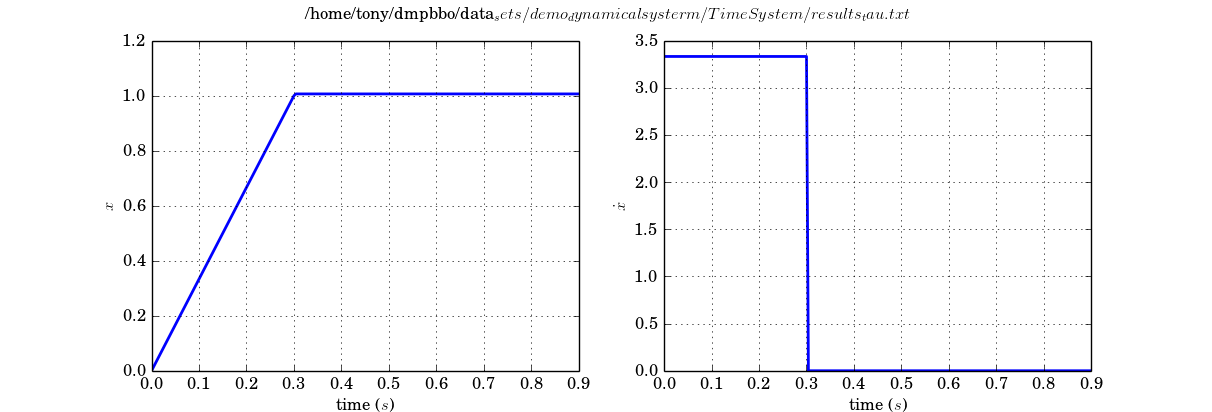 /home/tony/dmpbbo/data_sets/demo_dynamicalsysterm/TimeSystem/results_tau.txt
1.2
1.0
0.8
0.6
0.4
0.2
0.0
x
0.0 0.1 0.2 0.3 0.4 0.5 0.6 0.7 0.8 0.9
time (s)
3.5
3.0
2.5
2.0
1.5
1.0
0.5
0.0
ẋ
0.0 0.1 0.2 0.3 0.4 0.5 0.6 0.7 0.8 0.9
time (s)